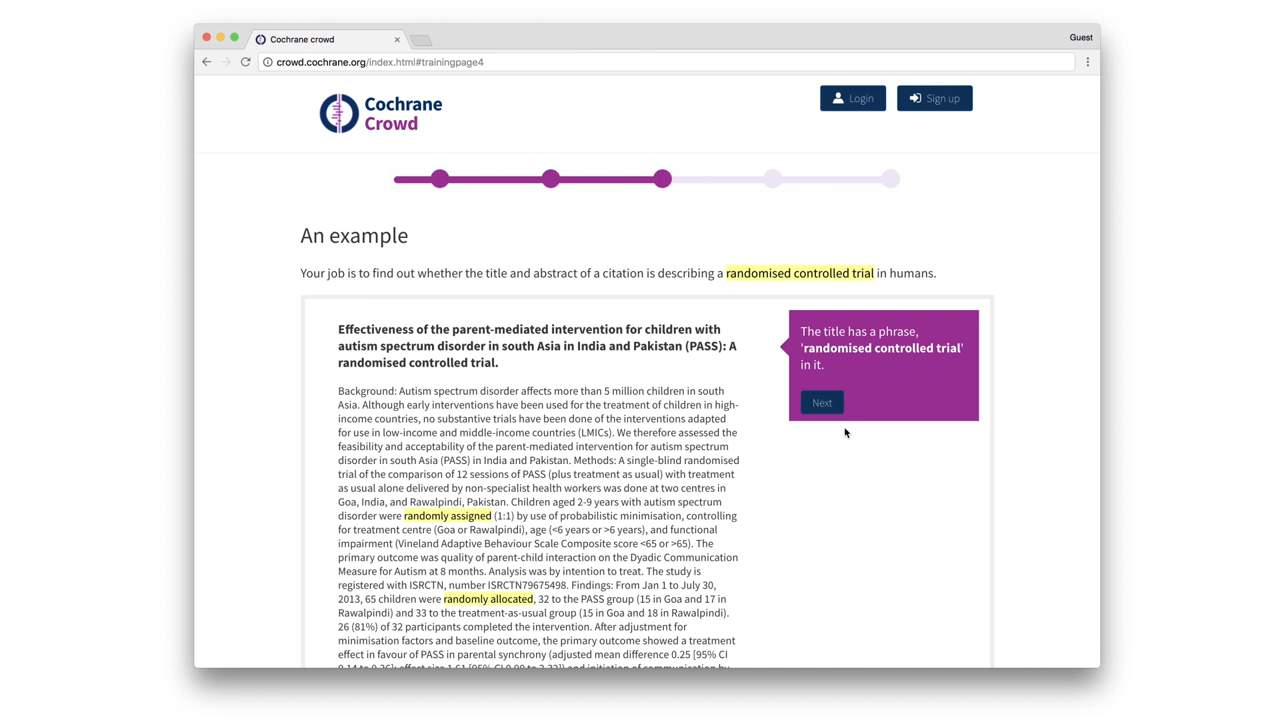 Cochrane crowd
Guest
crowd.cochrane.org/index.html#trainingpage4
Cochrane
Crowd
Login
Sign up
An example
Your job is to find out whether the title and abstract of a citation is describing a randomised controlled trial in humans.
Effectiveness of the parent-mediated intervention for children with
autism spectrum disorder in south Asia in India and Pakistan (PASS): A
randomised controlled trial.
Background: Autism spectrum disorder affects more than 5 million children in south
Asia. Although early interventions have been used for the treatment of children in high-
income countries, no substantive trials have been done of the interventions adapted
for use in low-income and middle-income countries (LMICs). We therefore assessed the
feasibility and acceptability of the parent-mediated intervention for autism spectrum
disorder in south Asia (PASS) in India and Pakistan. Methods: A single-blind randomised
trial of the comparison of 12 sessions of PASS (plus treatment as usual) with treatment
as usual alone delivered by non-specialist health workers was done at two centres in
Goa, India, and Rawalpindi, Pakistan. Children aged 2-9 years with autism spectrum
disorder were randomly assigned (1:1) by use of probabilistic minimisation, controlling
for treatment centre (Goa or Rawalpindi), age (<6 years or >6 years), and functional
impairment (Vineland Adaptive Behaviour Scale Composite score <65 or >65). The
primary outcome was quality of parent-child interaction on the Dyadic Communication
Measure for Autism at 8 months. Analysis was by intention to treat. The study is
registered with ISRCTN, number ISRCTN79675498. Findings: From Jan 1 to July 30,
2013, 65 children were randomly allocated, 32 to the PASS group (15 in Goa and 17 in
Rawalpindi) and 33 to the treatment-as-usual group (15 in Goa and 18 in Rawalpindi).
26 (81%) of 32 participants completed the intervention. After adjustment for
minimisation factors and baseline outcome, the primary outcome showed a treatment
effect in favour of PASS in parental synchrony (adjusted mean difference 0.25 [95% CI
The title has a phrase,
'randomised controlled trial'
in it.
Next